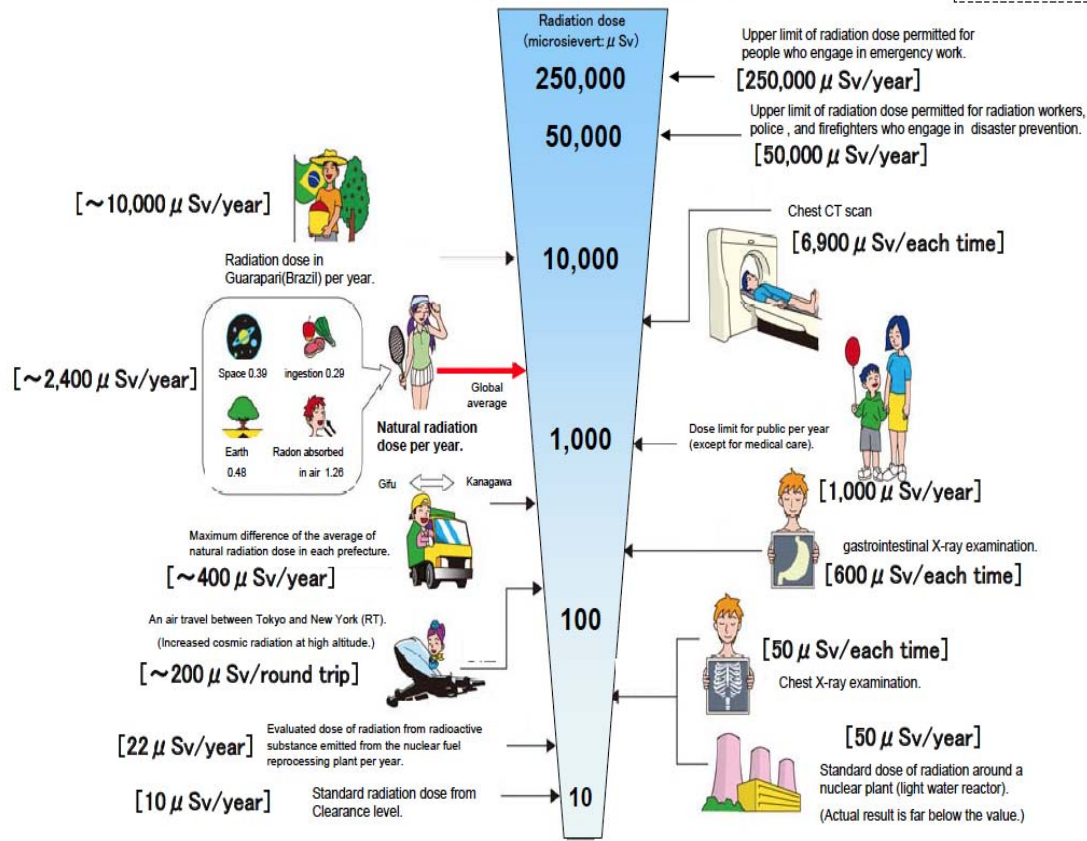 Radiation dose
(microsievert: μ Sv)
250,000
50,000
10,000
1,000
100
10
Upper limit of radiation dose permitted for
people who engage in emergency work.
[250,000 μ Sv/year]
Upper limit of radiation dose permitted for radiation workers,
police , and firefighters who engage in disaster prevention.
[50,000 μ Sv/year]
[～10,000 μ Sv/year]
Radiation dose in
Guarapari(Brazil) per year.
Chest CT scan
[6,900 μ Sv/each time]
[～2,400 μ Sv/year]
Space 0.39
ingestion 0.29
Earth
0.48
Radon absorbed
in air 1.26
Global
average
Natural radiation
dose per year.
Dose limit for public per year
(except for medical care).
[1,000 μ Sv/year]
Gifu
Kanagawa
Maximum difference of the average of
natural radiation dose in each prefecture.
[～400 μ Sv/year]
gastrointestinal X-ray examination.
[600 μ Sv/each time]
An air travel between Tokyo and New York (RT).
(Increased cosmic radiation at high altitude.)
[～200 μ Sv/round trip]
[50 μ Sv/each time]
Chest X-ray examination.
[22 μ Sv/year]
Evaluated dose of radiation from radioactive
substance emitted from the nuclear fuel
reprocessing plant per year.
[50 μ Sv/year]
Standard dose of radiation around a
nuclear plant (light water reactor).
(Actual result is far below the value.)
[10 μ Sv/year]
Standard radiation dose from
Clearance level.